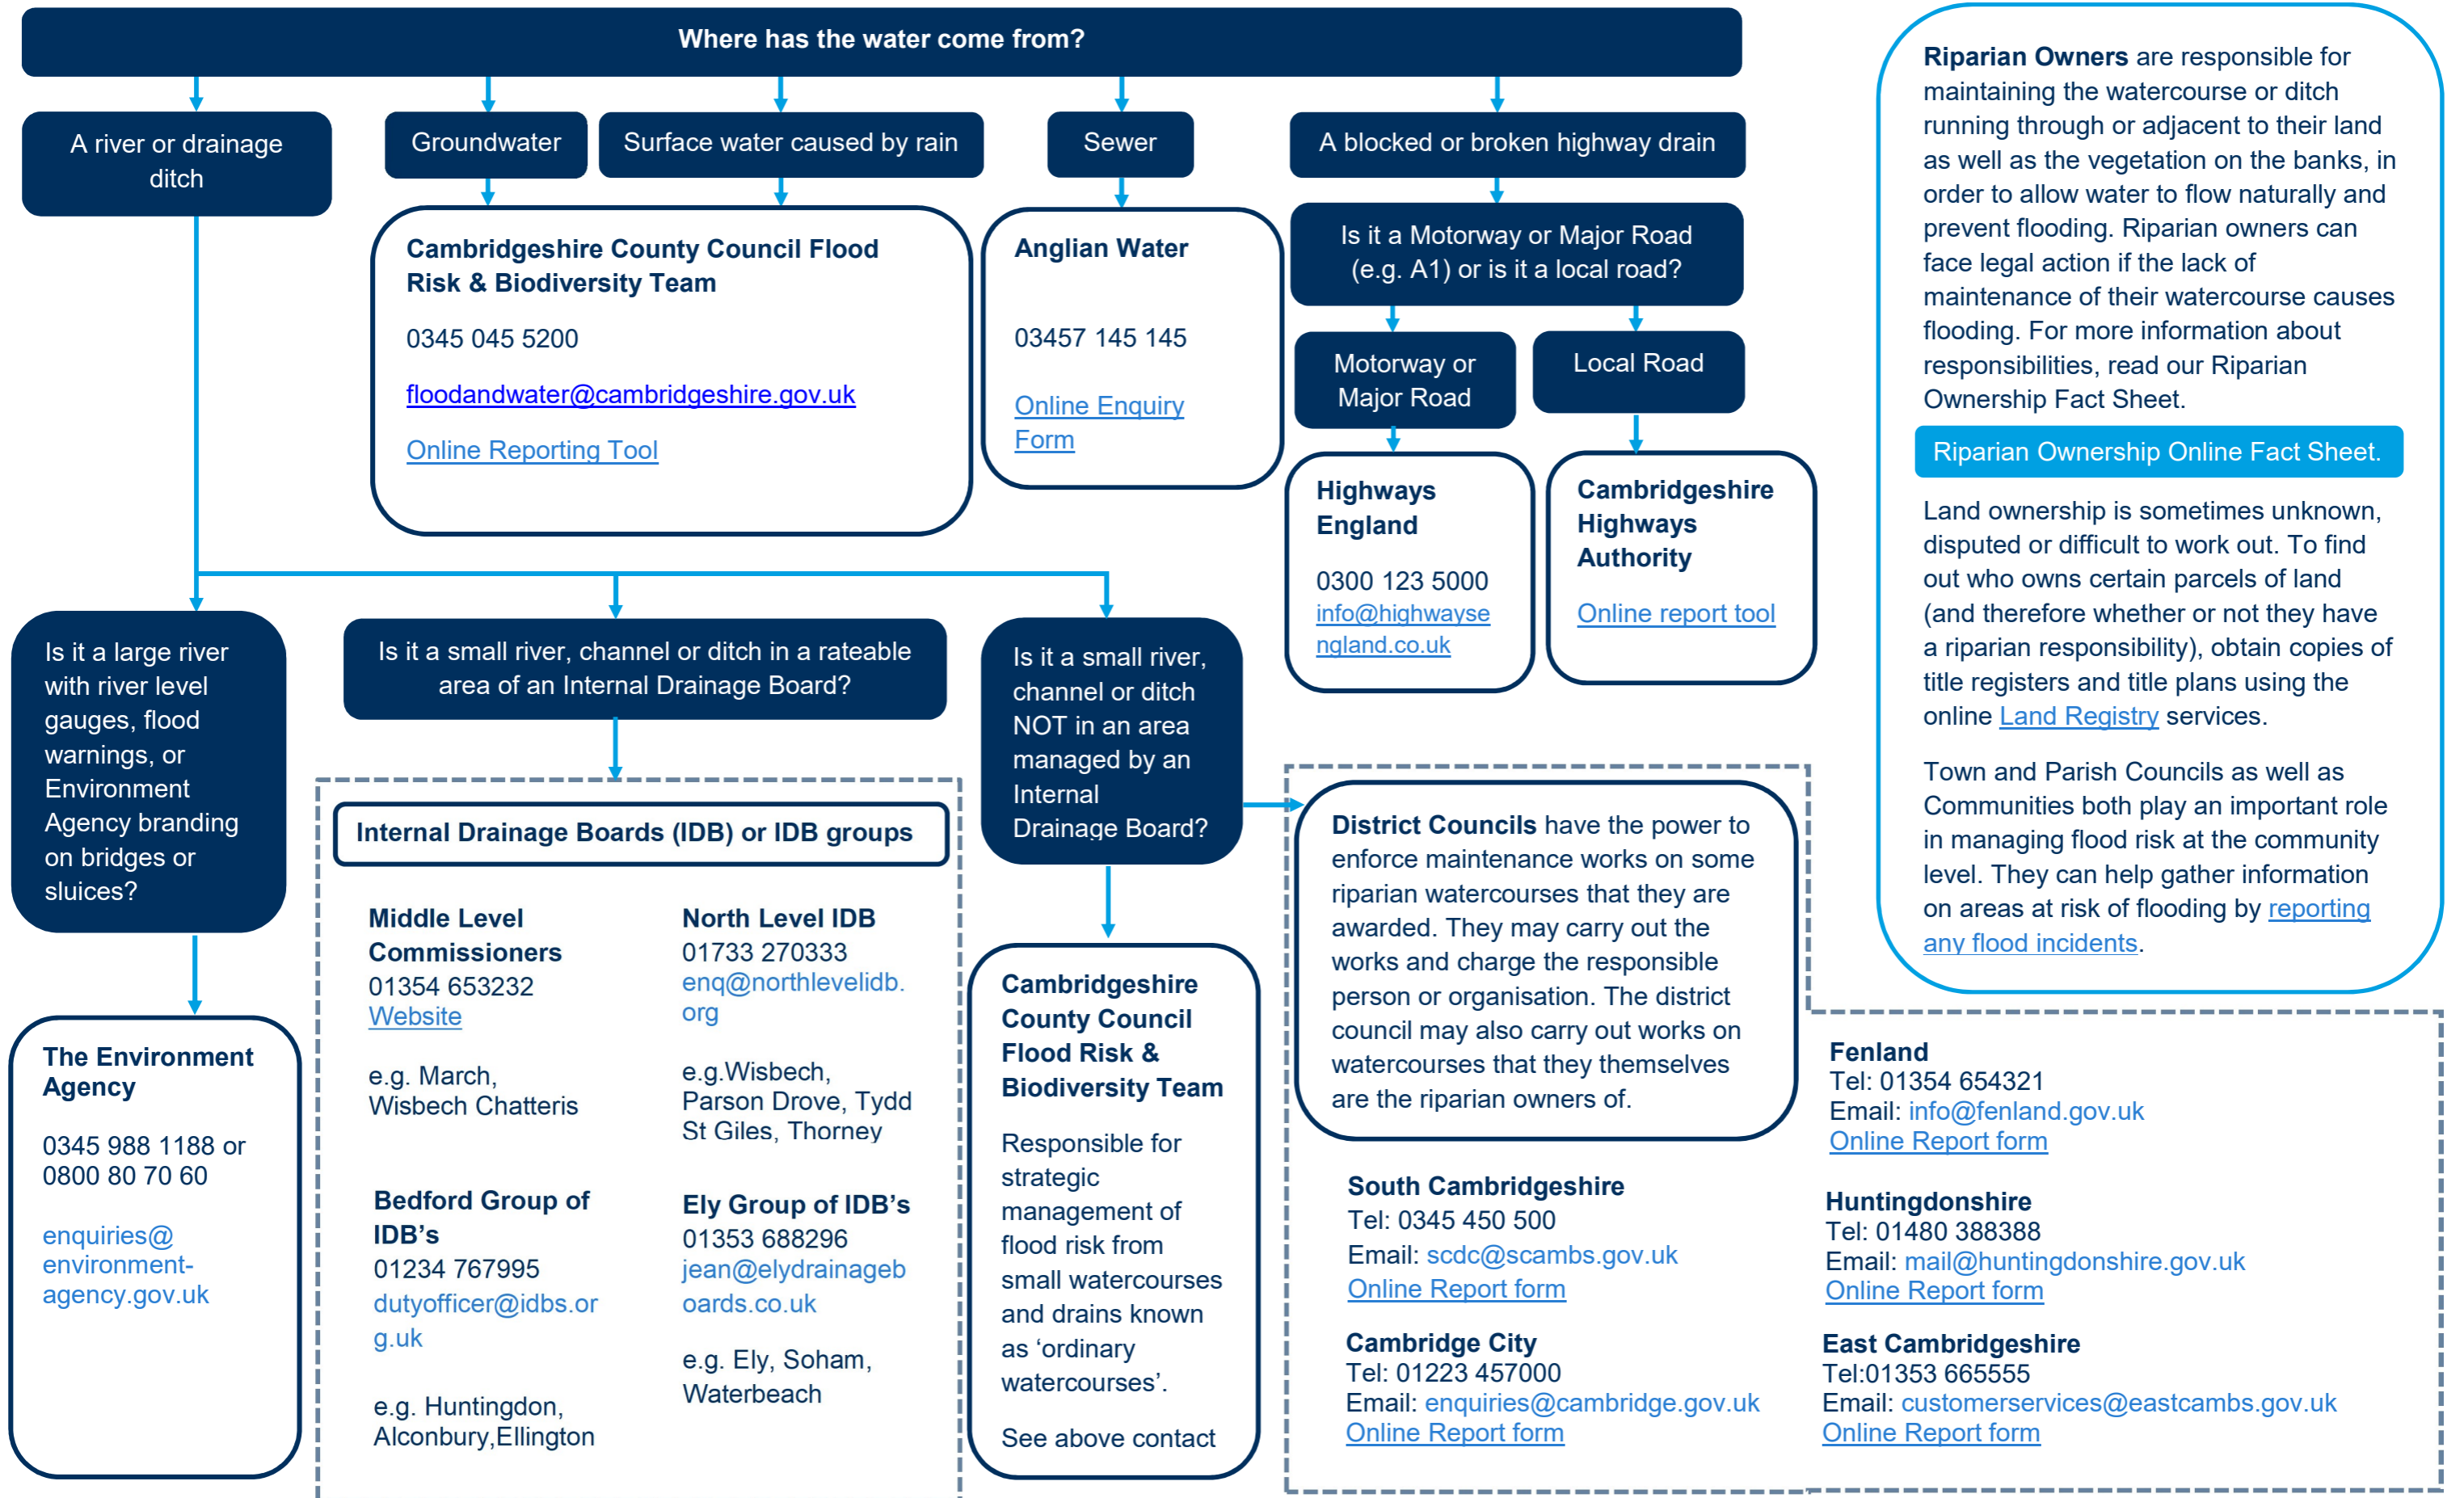 Where has the water come from?
A river or drainage
ditch
Groundwater
Surface water caused by rain
Sewer
A blocked or broken highway drain
Cambridgeshire County Council Flood
Risk & Biodiversity Team
0345 045 5200
floodandwater@cambridgeshire.gov.uk
Online Reporting Tool
Anglian Water
03457 145 145
Online Enquiry
Form
Is it a Motorway or Major Road
(e.g. A1) or is it a local road?
Motorway or
Major Road
Local Road
Highways
England
0300 123 5000
info@highwayse
ngland.co.uk
Cambridgeshire
Highways
Authority
Online report tool
Is it a large river
with river level
gauges, flood
warnings, or
Environment
Agency branding
on bridges or
sluices?
The Environment
Agency
0345 988 1188 or
0800 80 70 60
enquiries@
environment-
agency.gov.uk
Is it a small river, channel or ditch in a rateable
area of an Internal Drainage Board?
Internal Drainage Boards (IDB) or IDB groups
Middle Level
Commissioners
01354 653232
Website
e.g. March,
Wisbech Chatteris
North Level IDB
01733 270333
enq@northlevelidb.
org
e.g.Wisbech,
Parson Drove, Tydd
St Giles, Thorney
Bedford Group of
IDB's
01234 767995
dutyofficer@idbs.or
g.uk
e.g. Huntingdon,
Alconbury,Ellington
Ely Group of IDB's
01353 688296
jean@elydrainageb
oards.co.uk
e.g. Ely, Soham,
Waterbeach
Is it a small river,
channel or ditch
NOT in an area
managed by an
Internal
Drainage Board?
Cambridgeshire
County Council
Flood Risk &
Biodiversity Team
Responsible for
strategic
management of
flood risk from
small watercourses
and drains known
as 'ordinary
watercourses'.
See above contact
District Councils have the power to
enforce maintenance works on some
riparian watercourses that they are
awarded. They may carry out the
works and charge the responsible
person or organisation. The district
council may also carry out works on
watercourses that they themselves
are the riparian owners of.
South Cambridgeshire
Tel: 0345 450 500
Email: scdc@scambs.gov.uk
Online Report form
Cambridge City
Tel: 01223 457000
Email: enquiries@cambridge.gov.uk
Online Report form
Fenland
Tel: 01354 654321
Email: info@fenland.gov.uk
Online Report form
Huntingdonshire
Tel: 01480 388388
Email: mail@huntingdonshire.gov.uk
Online Report form
East Cambridgeshire
Tel:01353 665555
Email: customerservices@eastcambs.gov.uk
Online Report form
Riparian Owners are responsible for
maintaining the watercourse or ditch
running through or adjacent to their land
as well as the vegetation on the banks, in
order to allow water to flow naturally and
prevent flooding. Riparian owners can
face legal action if the lack of
maintenance of their watercourse causes
flooding. For more information about
responsibilities, read our Riparian
Ownership Fact Sheet.
Riparian Ownership Online Fact Sheet.
Land ownership is sometimes unknown,
disputed or difficult to work out. To find
out who owns certain parcels of land
(and therefore whether or not they have
a riparian responsibility), obtain copies of
title registers and title plans using the
online Land Registry services.
Town and Parish Councils as well as
Communities both play an important role
in managing flood risk at the community
level. They can help gather information
on areas at risk of flooding by reporting
any flood incidents.